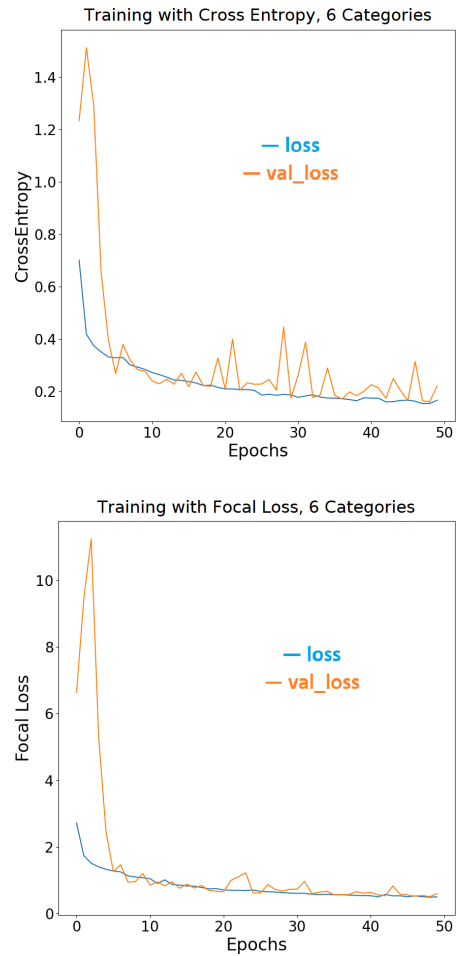 Training with Cross Entropy, 6 Categories
1.4
1.2
1.0
0.8
0.6
0.4
0.2
CrossEntropy
loss
val_loss
0 10 20 30 40 50
Epochs
Training with Focal Loss, 6 Categories
10
8
6
4
2
0
Focal Loss
loss
val_loss
0 10 20 30 40 50
Epochs